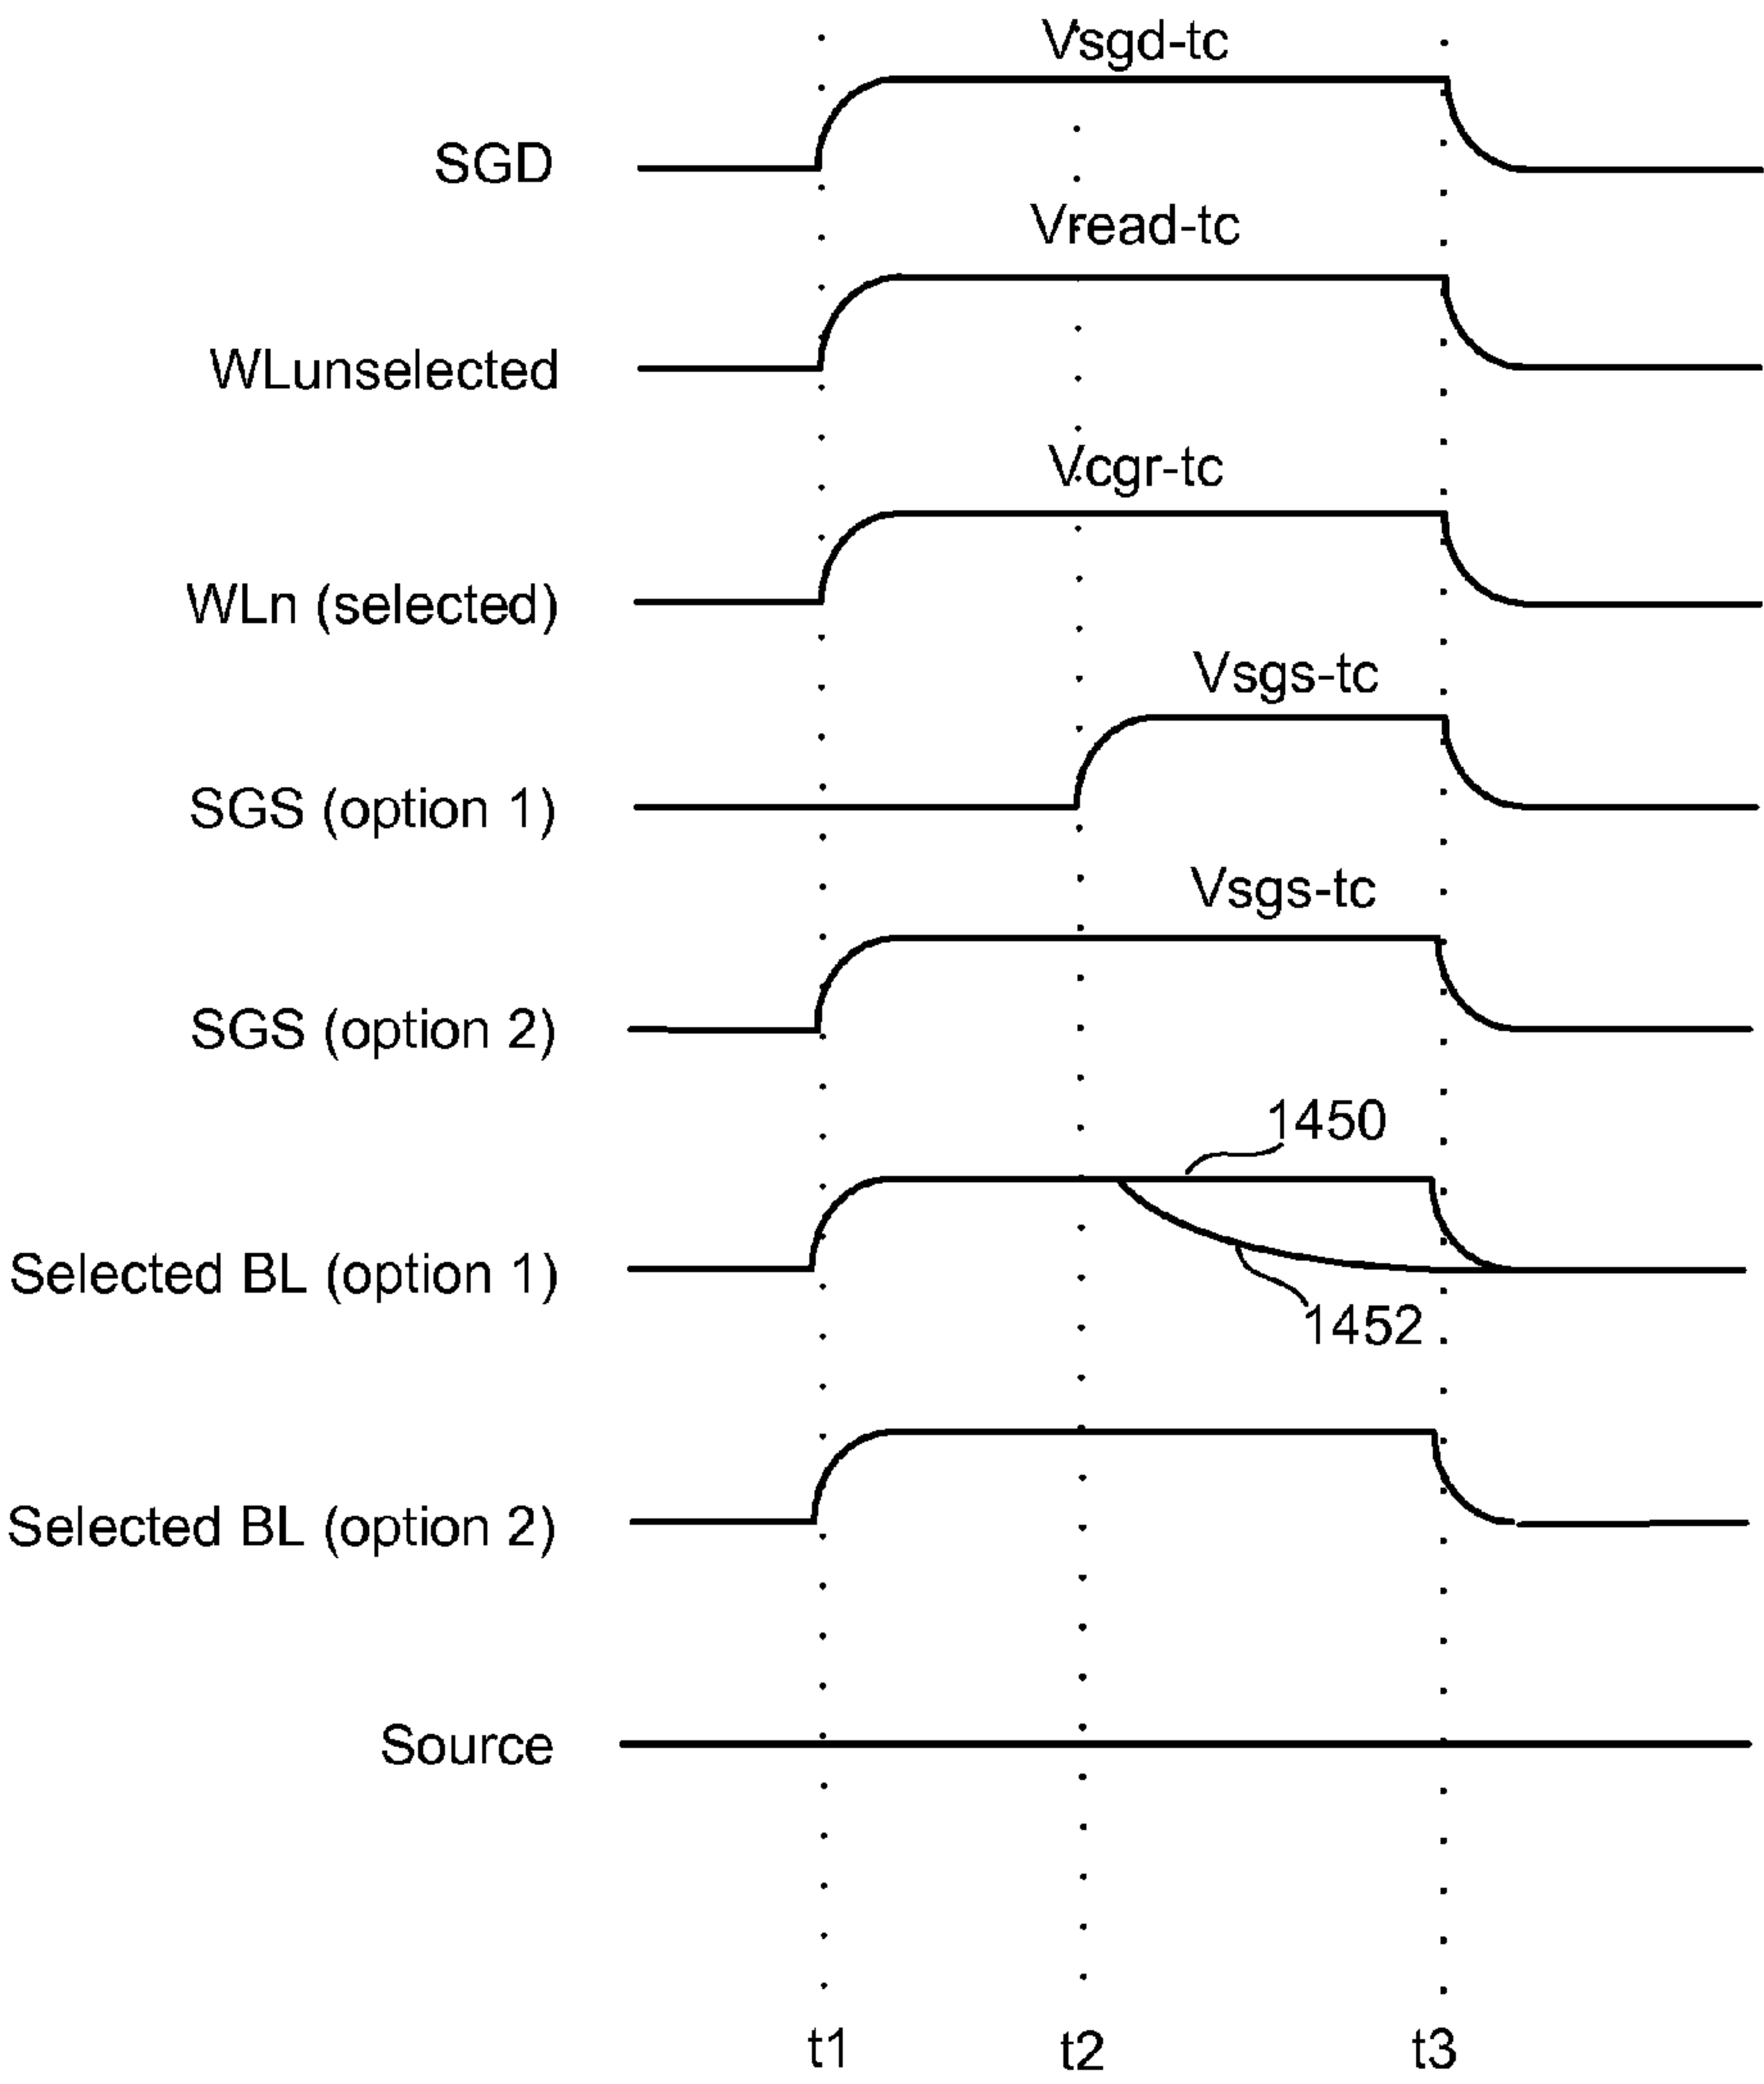 Vsgd-tc
SGD
Vread-tc
WLunselected
Vcgr-tc
WLn (selected)
Vsgs-tc
SGS (option 1)
Vsgs-tc
SGS (option 2)
1450
Selected BL (option 1)
1452
Selected BL (option 2)
Source
t1 t2 t3